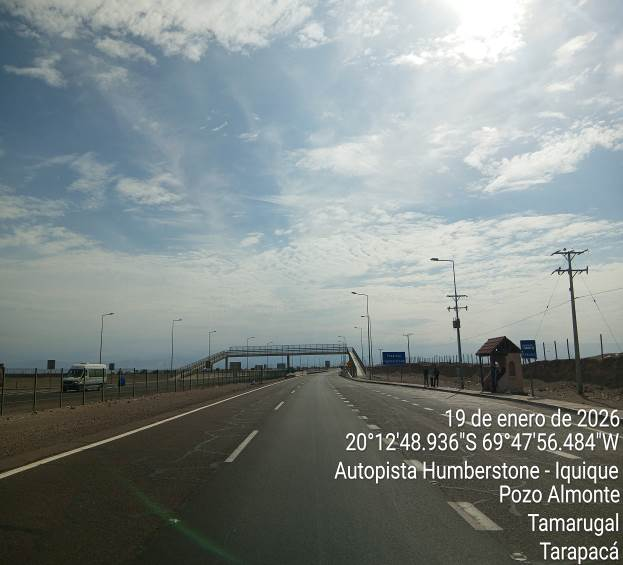 19 de enero de 2026
20°12'48.936"S 69°47'56.484"W
Autopista Humberstone - Iquique
Pozo Almonte
Tamarugal
Tarapacá